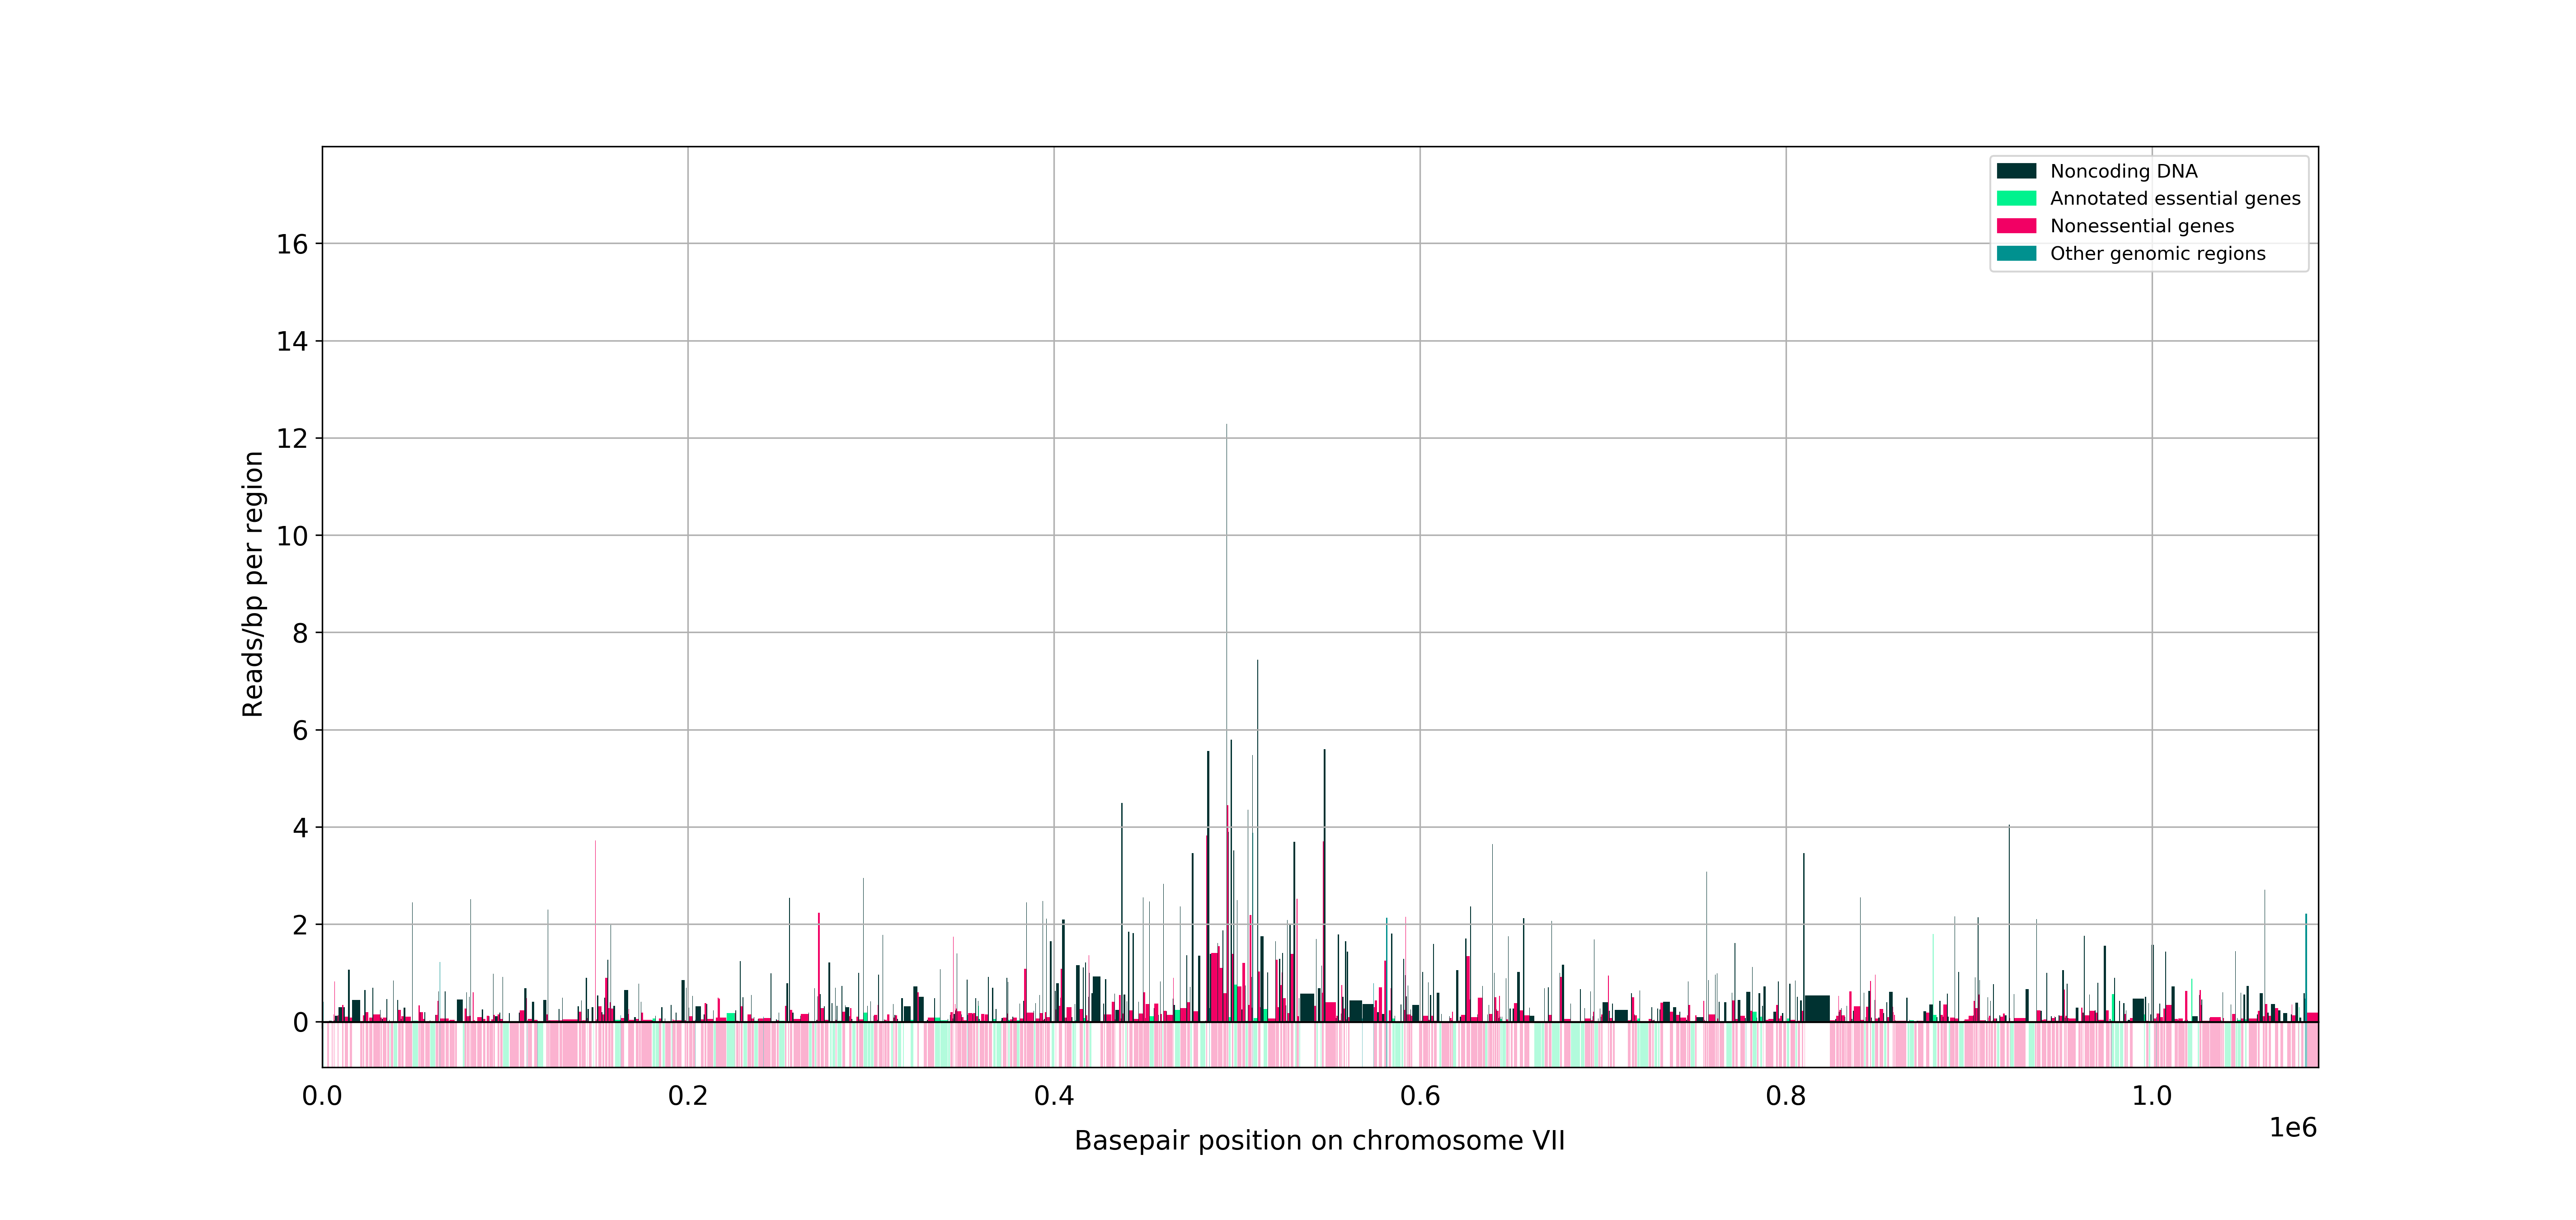 Noncoding DNA
Annotated essential genes
Nonessential genes
Other genomic regions
Reads/bp per region
16
14
12
10
8
6
4
2
0
0.0 0.2 0.4 0.6 0.8 1.0
1e6
Basepair position on chromosome VII